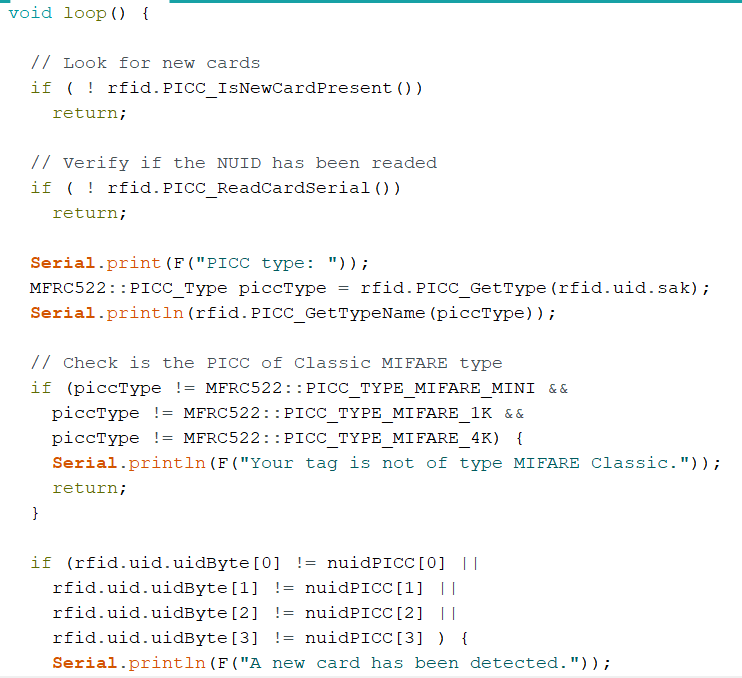 void loop() {

  // Look for new cards
  if ( ! rfid.PICC_IsNewCardPresent())
    return;

  // Verify if the NUID has been readed
  if ( ! rfid.PICC_ReadCardSerial())
    return;

  Serial.print(F("PICC type: "));
  MFRC522::PICC_Type piccType = rfid.PICC_GetType(rfid.uid.sak);
  Serial.println(rfid.PICC_GetTypeName(piccType));

  // Check is the PICC of Classic MIFARE type
  if (piccType != MFRC522::PICC_TYPE_MIFARE_MINI &&
    piccType != MFRC522::PICC_TYPE_MIFARE_1K &&
    piccType != MFRC522::PICC_TYPE_MIFARE_4K) {
    Serial.println(F("Your tag is not of type MIFARE Classic."));
    return;
  }

  if (rfid.uid.uidByte[0] != nuidPICC[0] ||
    rfid.uid.uidByte[1] != nuidPICC[1] ||
    rfid.uid.uidByte[2] != nuidPICC[2] ||
    rfid.uid.uidByte[3] != nuidPICC[3] ) {
    Serial.println(F("A new card has been detected."));